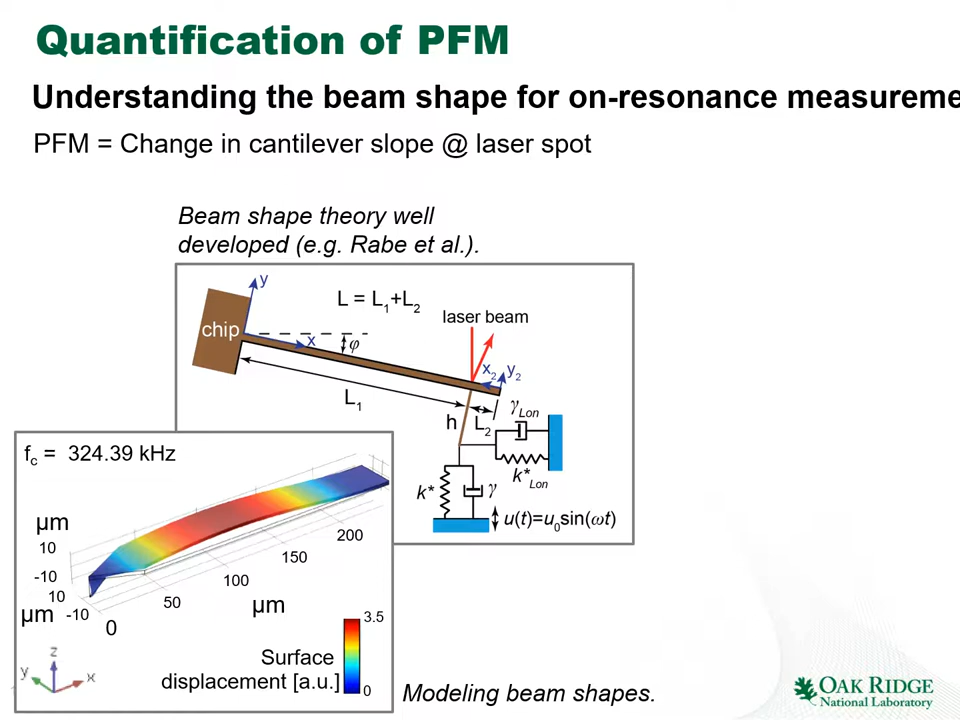 Quantification of PFM
Understanding the beam shape for on-resonance measureme
PFM = Change in cantilever slope @ laser spot
Beam shape theory well
developed (e.g. Rabe et al.).
y
L = L1+L2
laser beam
chip
x
φ
x2 y2
L1
h
L2
γLon
k*Lon
k*
γ
u(t)=u0sin(ωt)
fc = 324.39 kHz
µm
10
-10
10
µm
-10
0
50
100
150
200
µm
3.5
Surface
displacement [a.u.]
0
z
y
x
Modeling beam shapes.
OAK RIDGE
National Laboratory